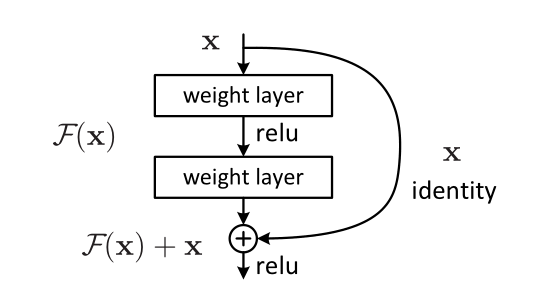 x
weight layer
relu
F(x)
weight layer
x
identity
F(x) + x
relu